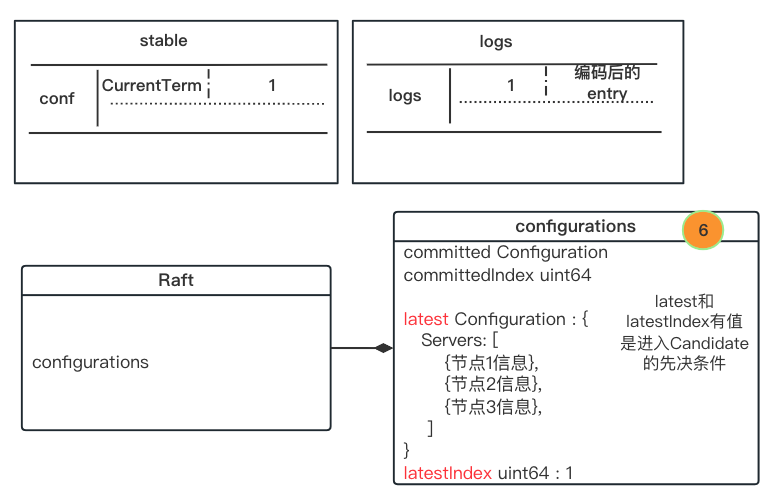 stable
conf
CurrentTerm
1
logs
logs
1
编码后的
entry
Raft
configurations
configurations
6
committed Configuration
committedIndex uint64
latest Configuration : {
Servers: [
{节点1信息},
{节点2信息},
{节点3信息},
]
}
latestIndex uint64 : 1
latest和
latestIndex有值
是进入Candidate
的先决条件